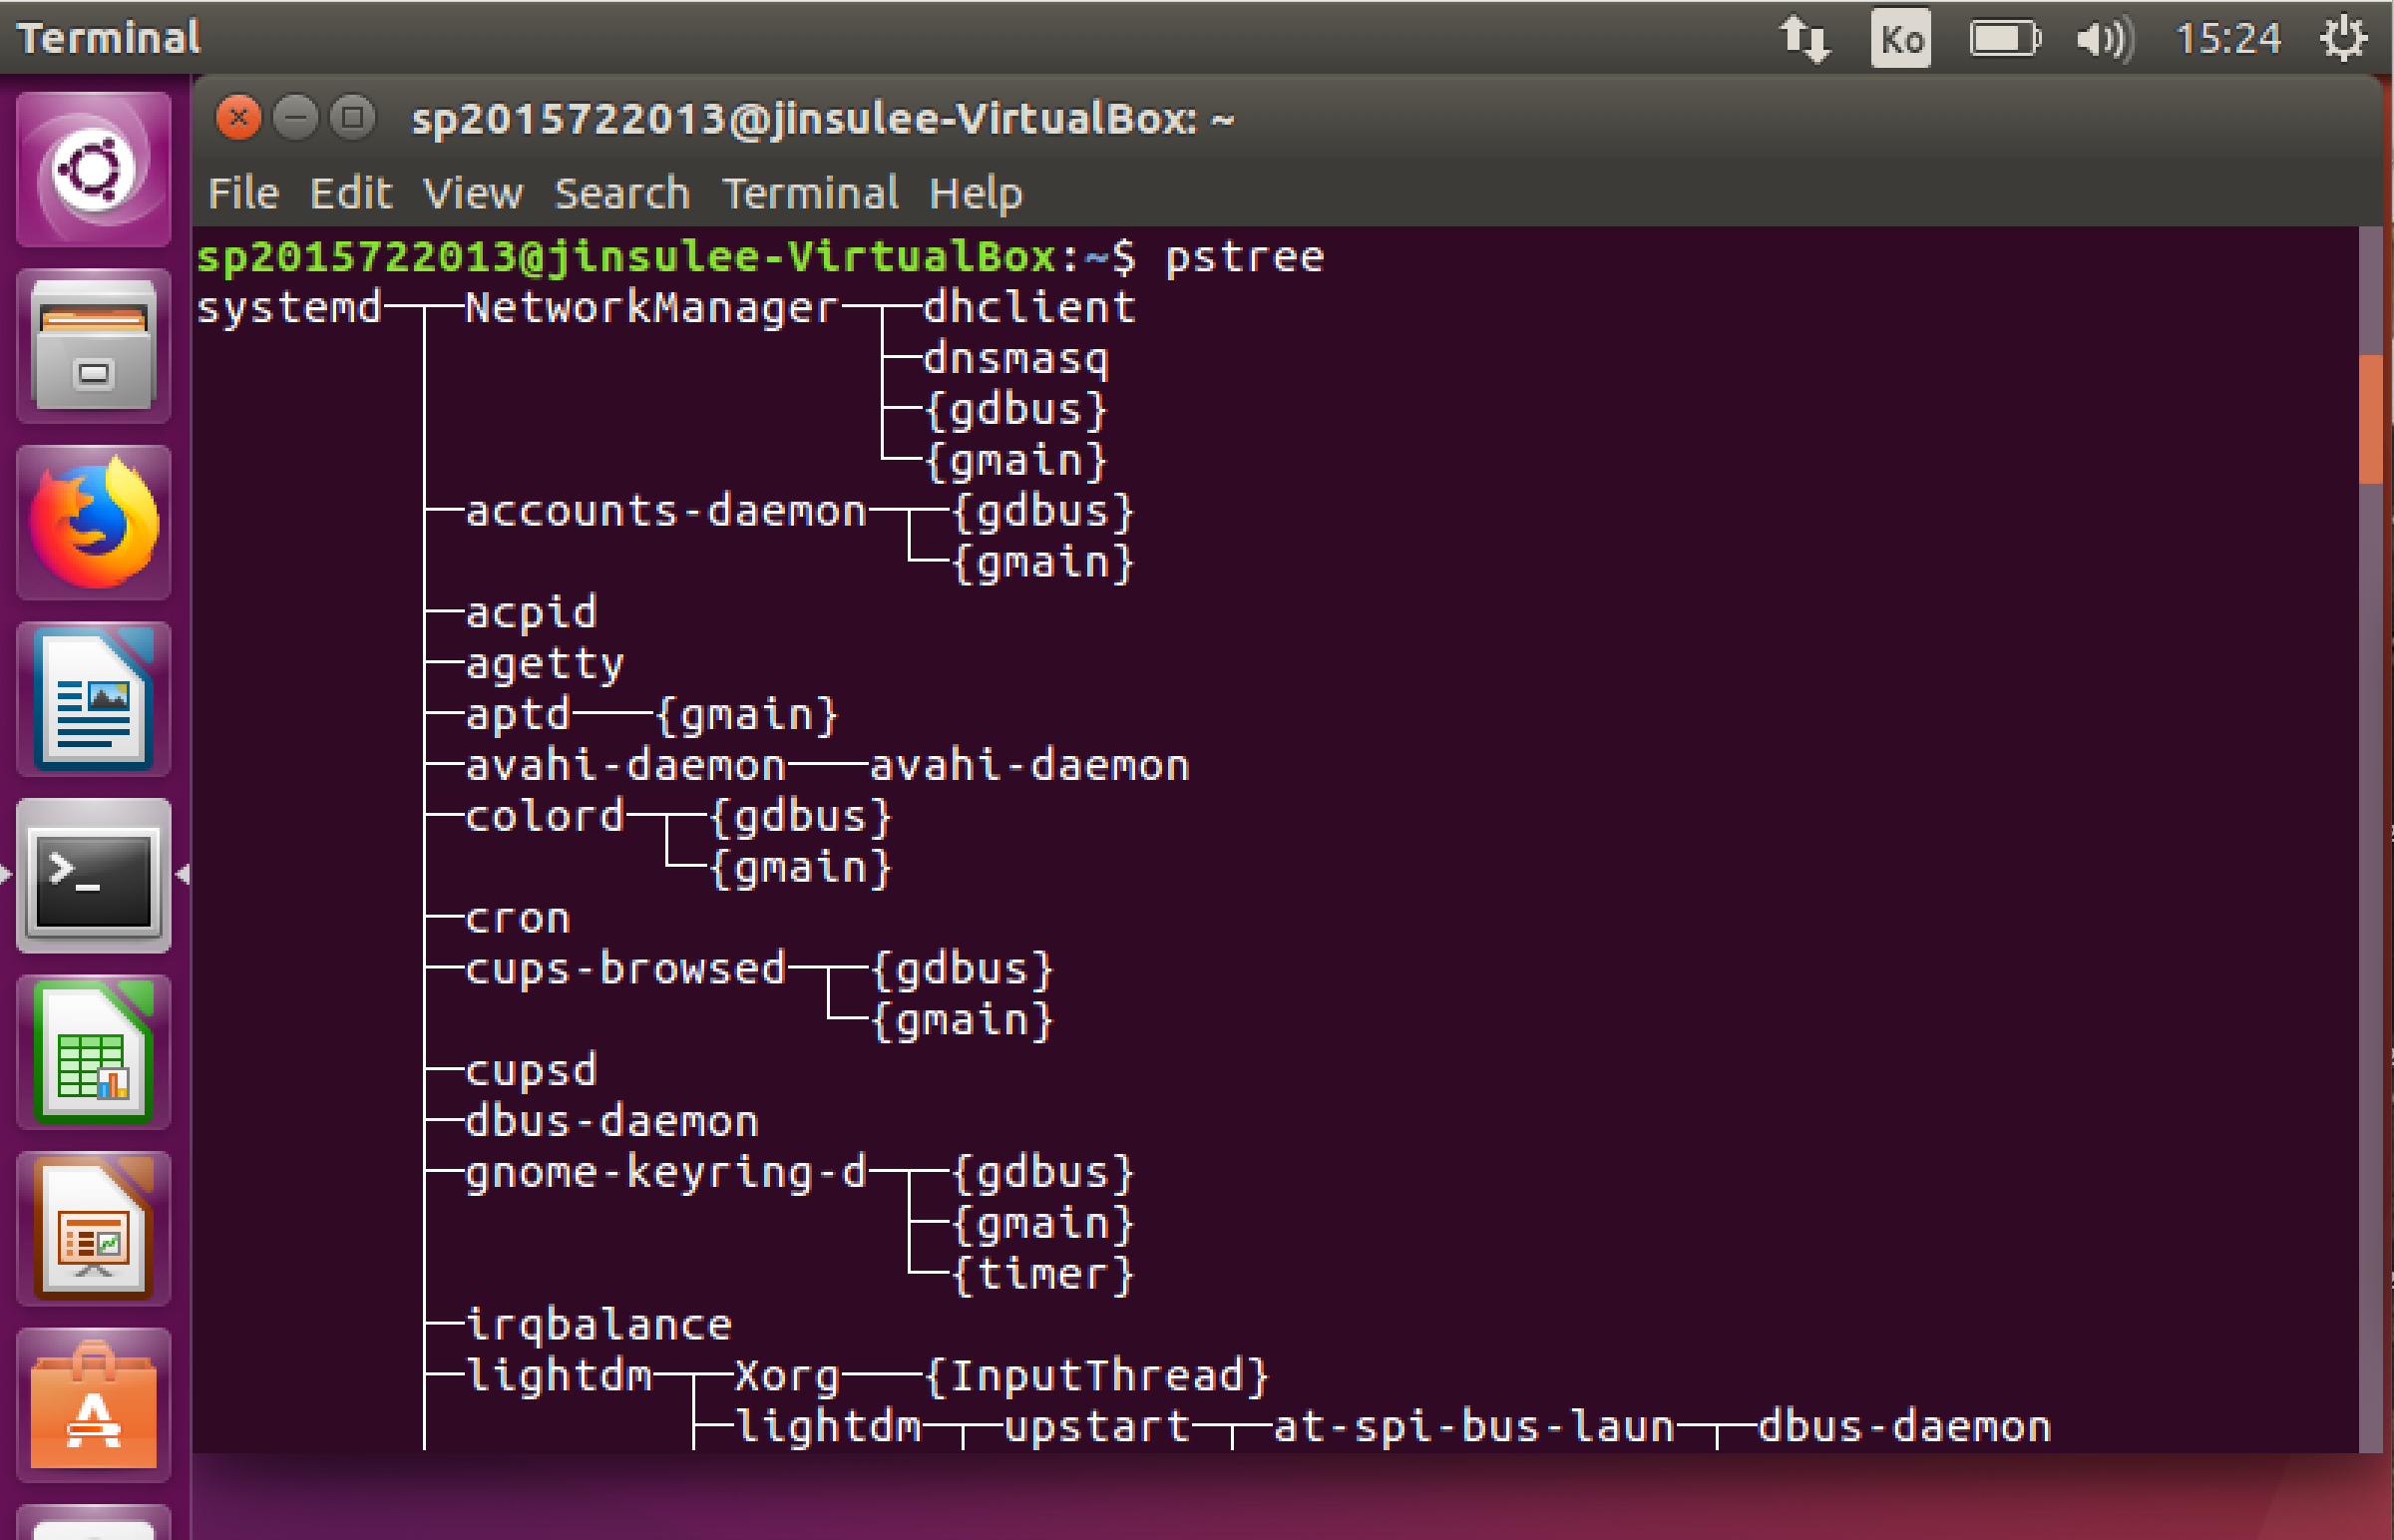 Terminal Ko 15:24
sp2015722013@jinsulee-VirtualBox: ~
File Edit View Search Terminal Help
sp2015722013@jinsulee-VirtualBox:~$ pstree
systemd─┬─NetworkManager─┬─dhclient
        │                ├─dnsmasq
        │                ├─{gdbus}
        │                └─{gmain}
        ├─accounts-daemon─┬─{gdbus}
        │                 └─{gmain}
        ├─acpid
        ├─agetty
        ├─aptd───{gmain}
        ├─avahi-daemon───avahi-daemon
        ├─colord─┬─{gdbus}
        │        └─{gmain}
        ├─cron
        ├─cups-browsed─┬─{gdbus}
        │              └─{gmain}
        ├─cupsd
        ├─dbus-daemon
        ├─gnome-keyring-d─┬─{gdbus}
        │                 ├─{gmain}
        │                 └─{timer}
        ├─irqbalance
        ├─lightdm─┬─Xorg───{InputThread}
        │         ├─lightdm─┬─upstart─┬─at-spi-bus-laun─┬─dbus-daemon